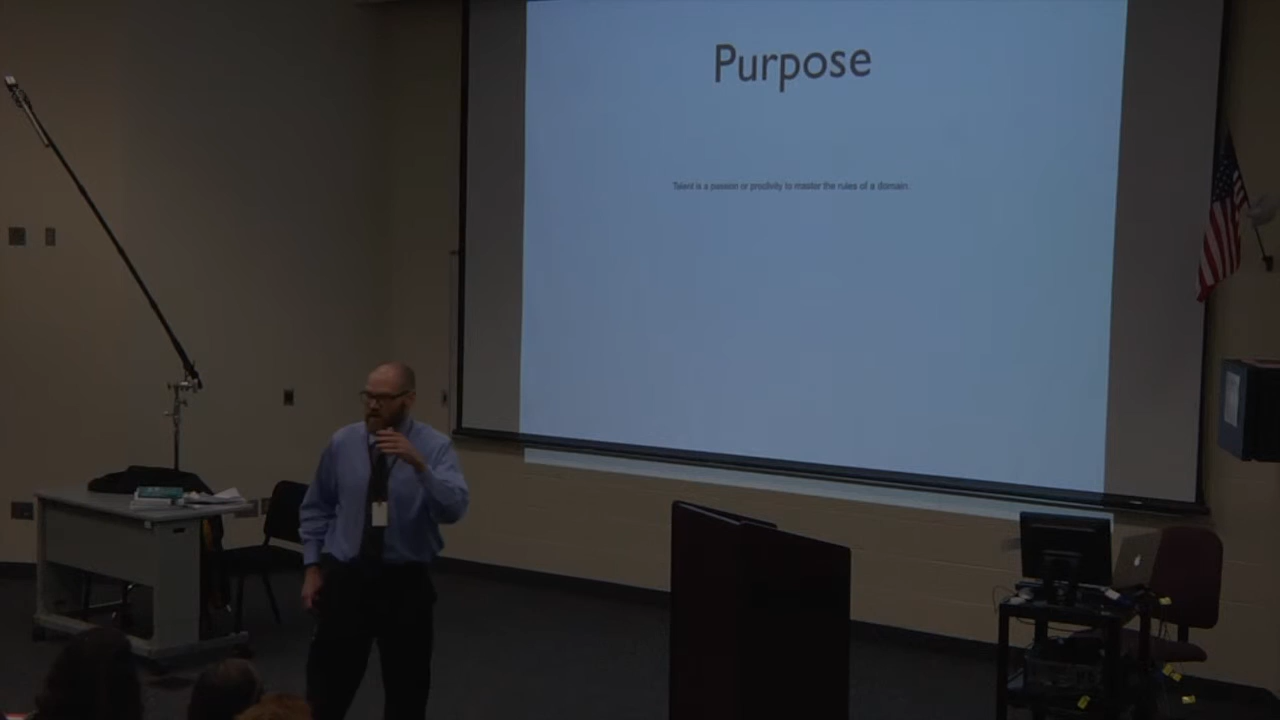 Purpose
Talent is a passion or proclivity to master the rules of a domain.